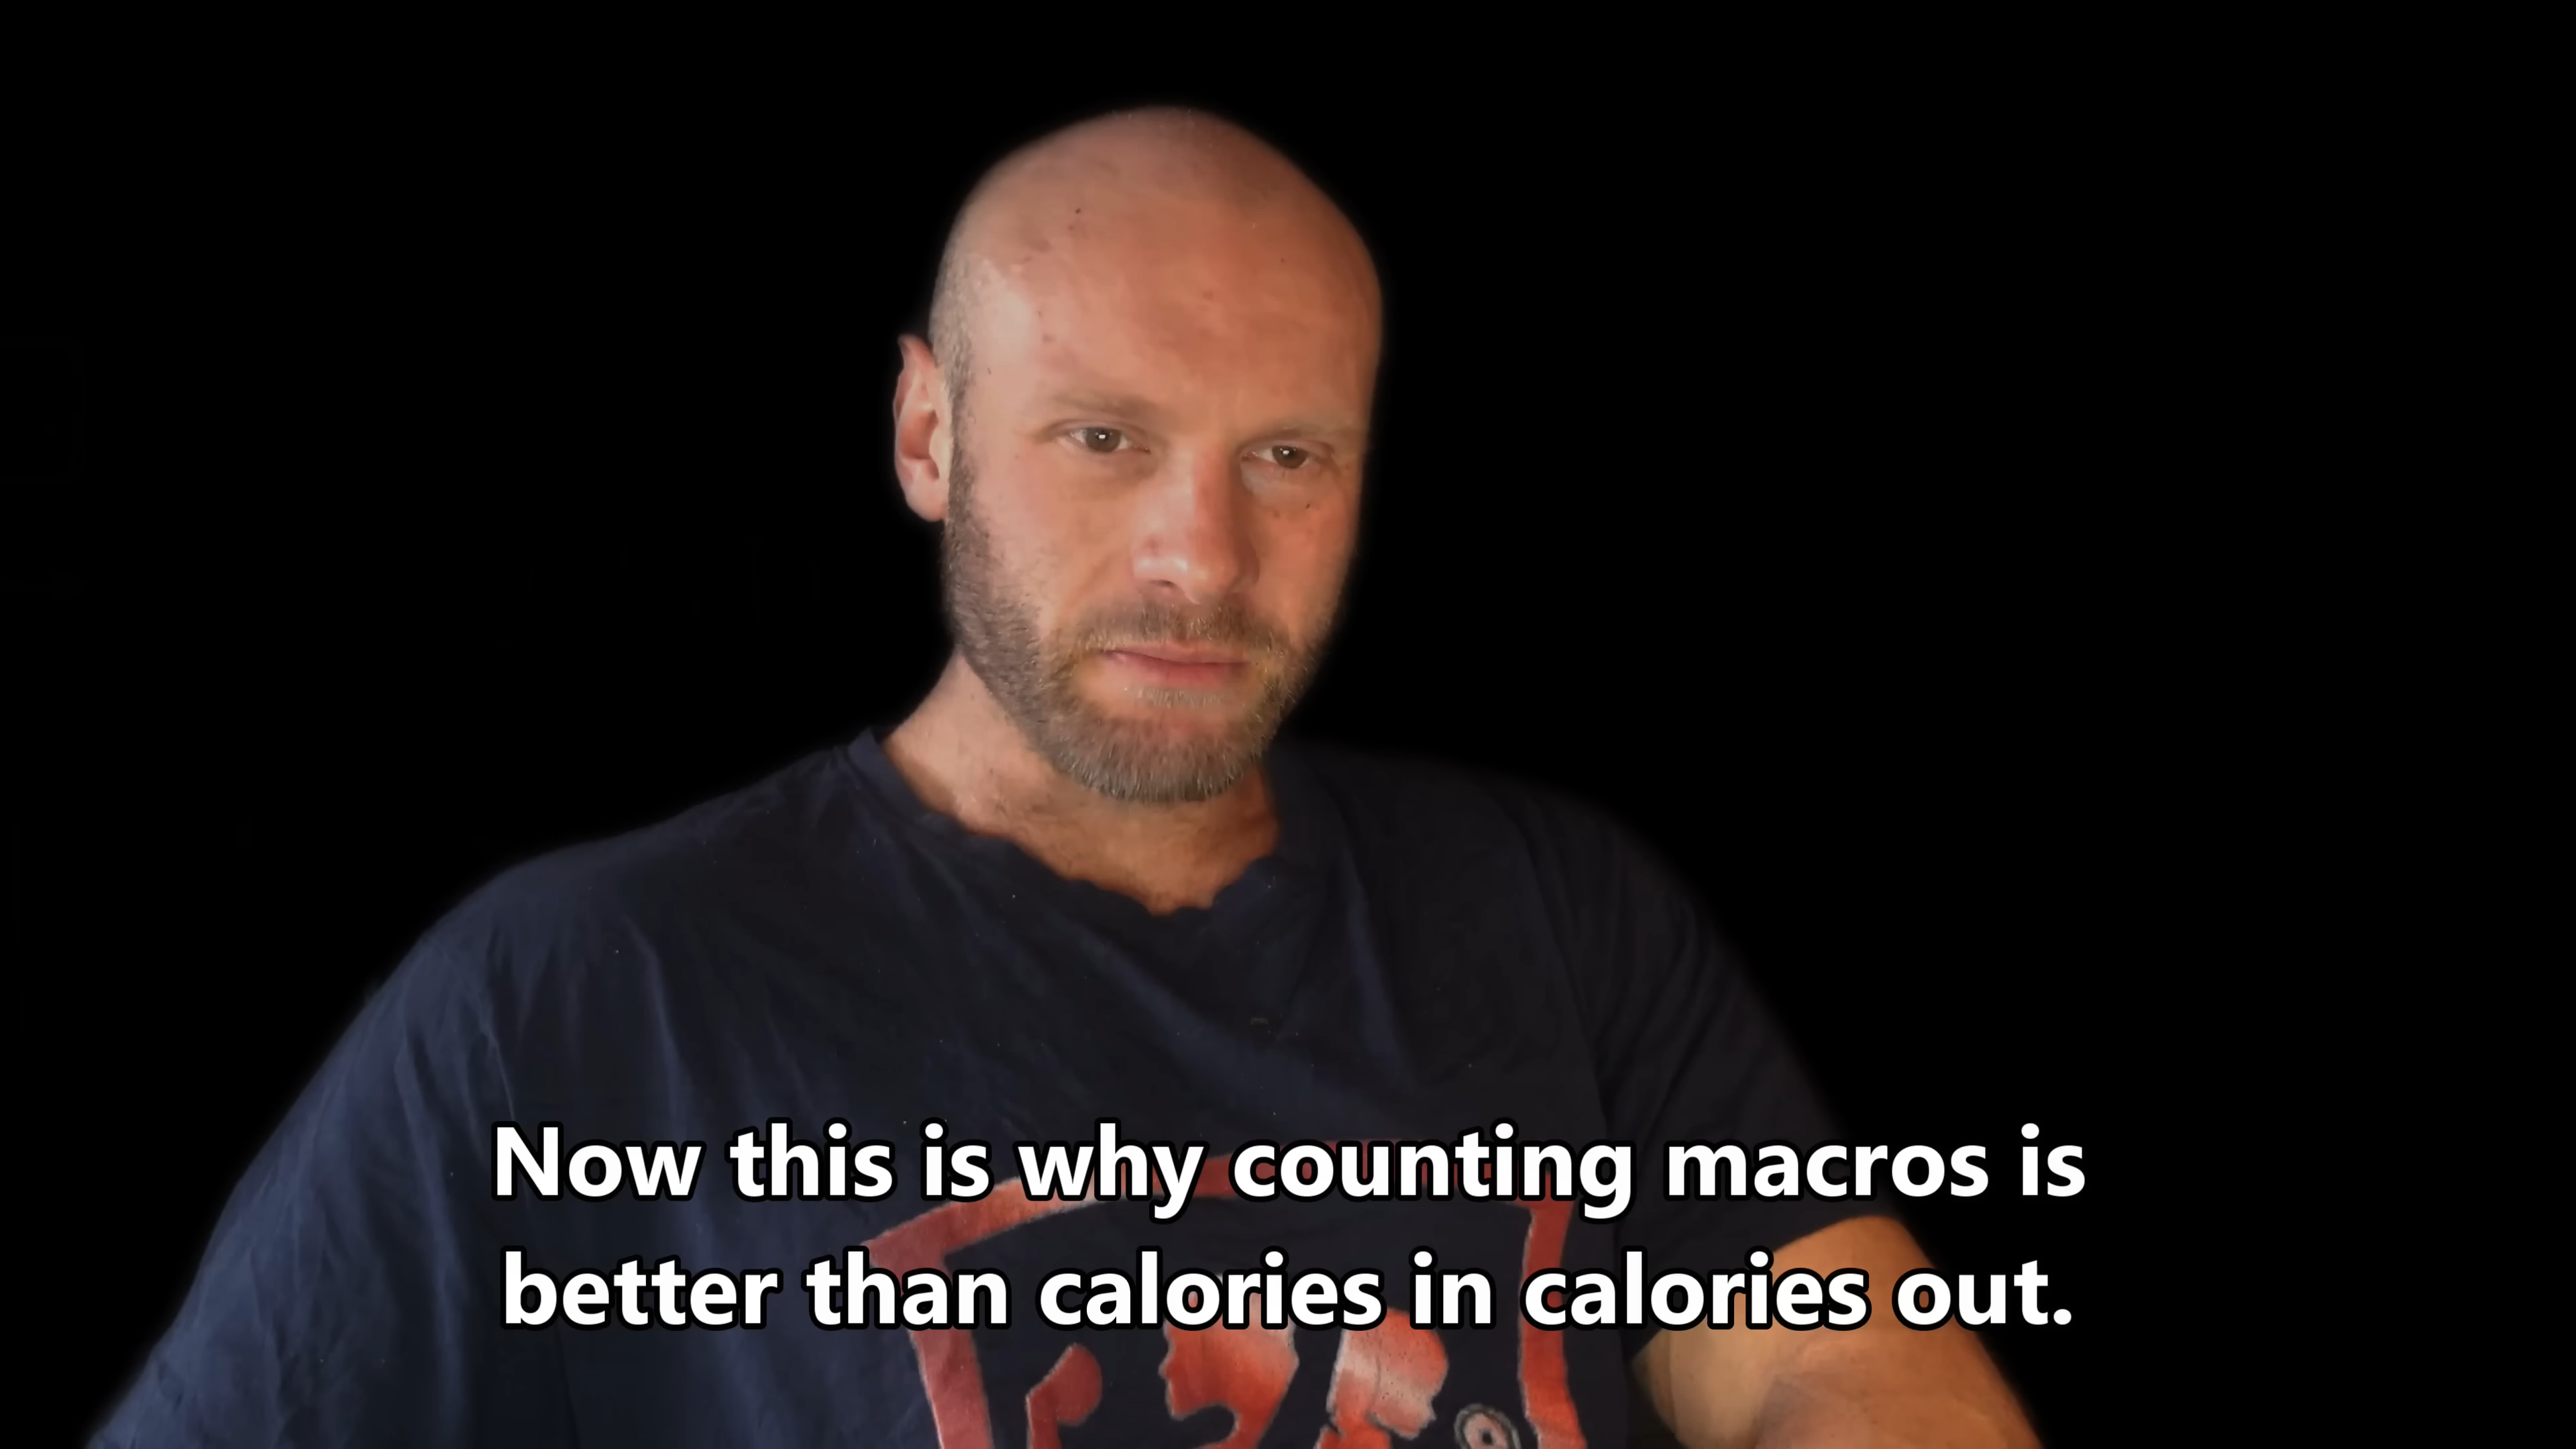 Now this is why counting macros is
better than calories in calories out.